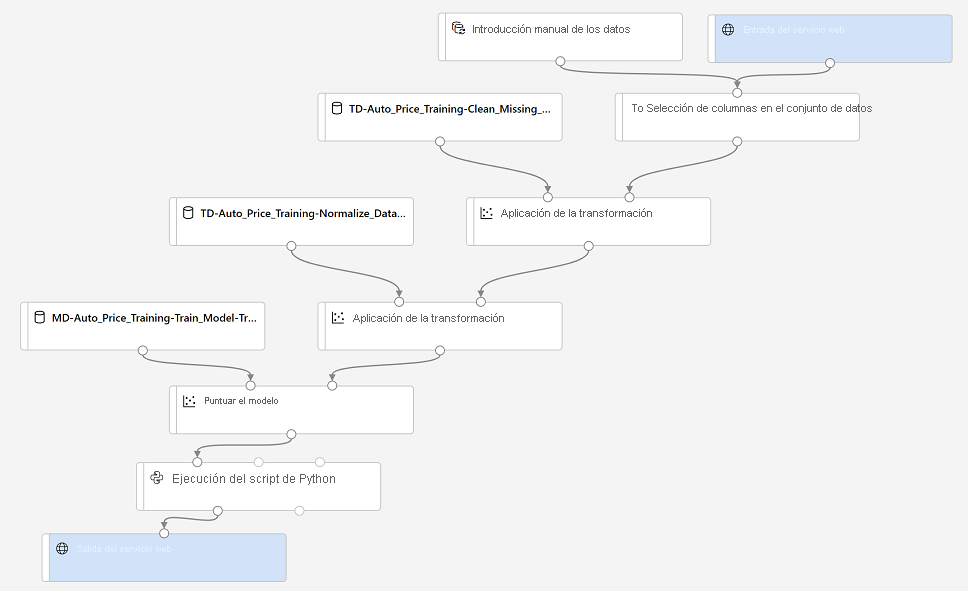 Introducción manual de los datos
Entrada del servicio web
TD-Auto_Price_Training-Clean_Missing_...
To Selección de columnas en el conjunto de datos
TD-Auto_Price_Training-Normalize_Data...
Aplicación de la transformación
MD-Auto_Price_Training-Train_Model-Tr...
Aplicación de la transformación
Puntuar el modelo
Ejecución del script de Python
Salida del servicio web